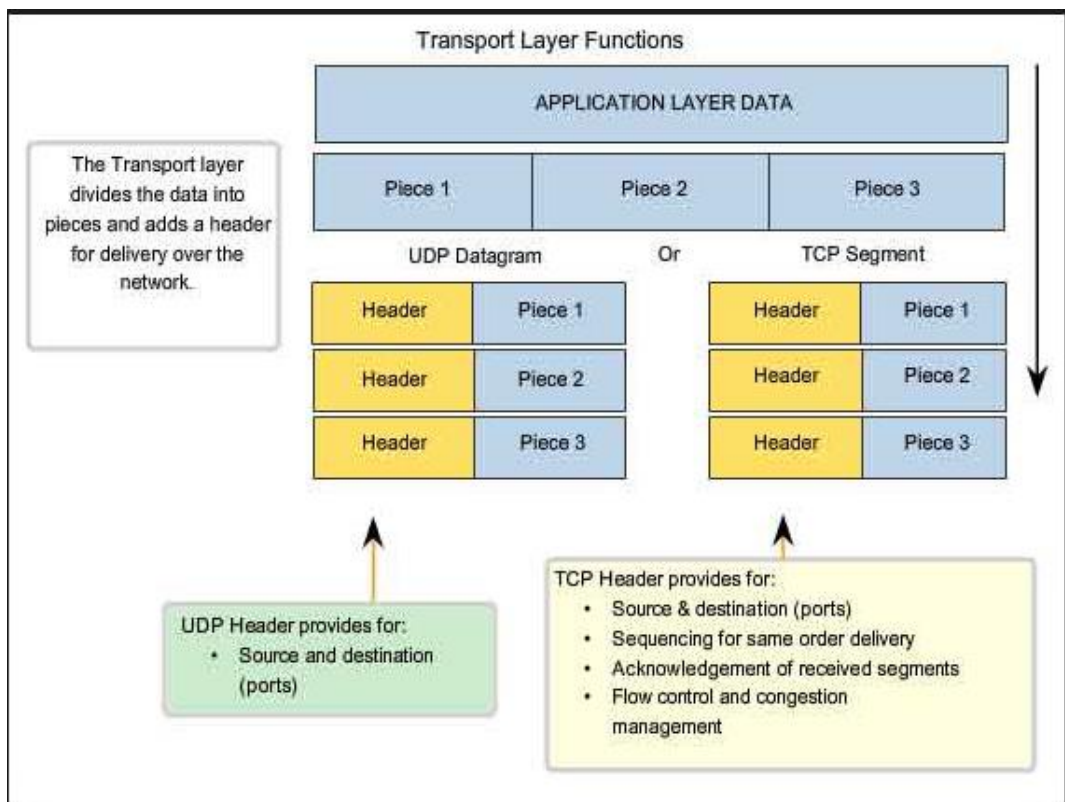 Transport Layer Functions
APPLICATION LAYER DATA
The Transport layer
divides the data into
pieces and adds a header
for delivery over the
network.
Piece 1
Piece 2
Piece 3
UDP Datagram
Or
TCP Segment
Header
Piece 1
Header
Piece 2
Header
Piece 3
Header
Piece 1
Header
Piece 2
Header
Piece 3
UDP Header provides for:
• Source and destination
(ports)
TCP Header provides for:
• Source & destination (ports)
• Sequencing for same order delivery
• Acknowledgement of received segments
• Flow control and congestion
management